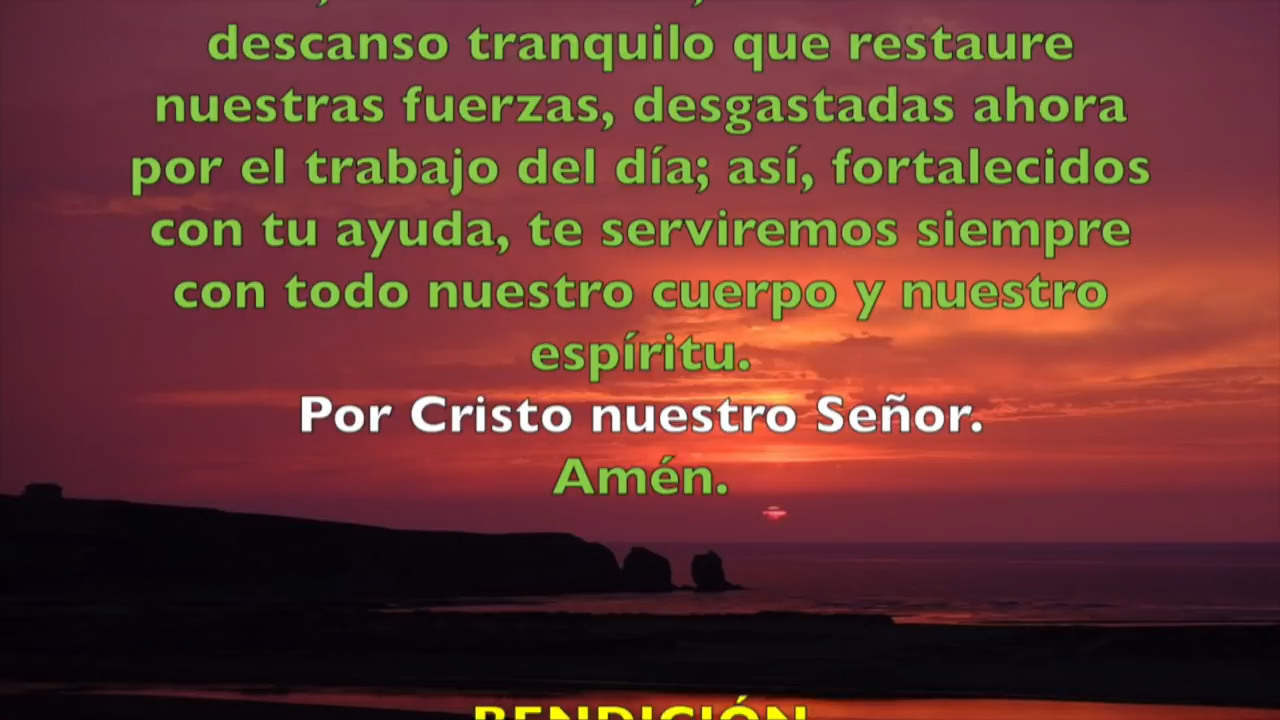 descanso tranquilo que restaure
nuestras fuerzas, desgastadas ahora
por el trabajo del día; así, fortalecidos
con tu ayuda, te serviremos siempre
con todo nuestro cuerpo y nuestro
espíritu.
Por Cristo nuestro Señor.
Amén.
BENDICIÓN